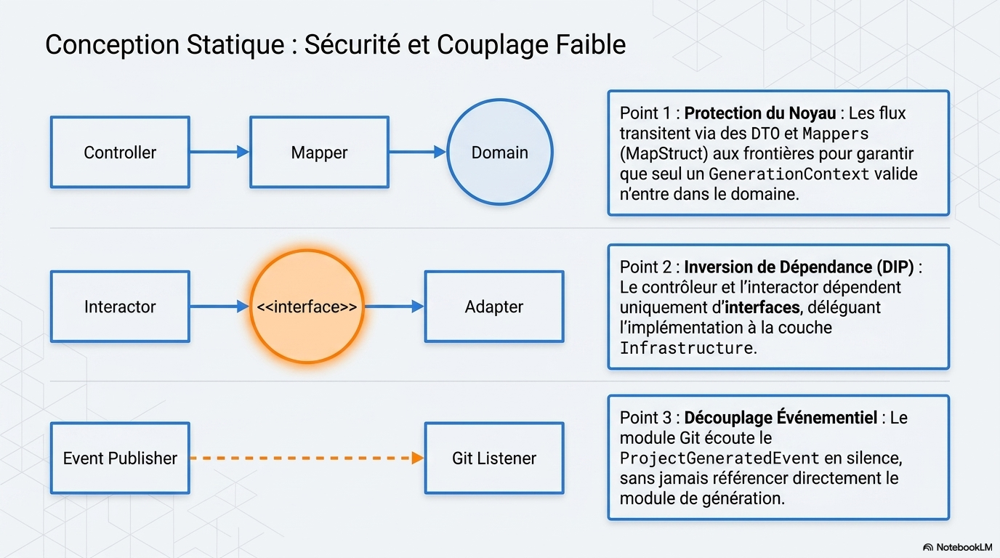 Conception Statique : Sécurité et Couplage Faible
Controller
Mapper
Domain
Point 1 : Protection du Noyau : Les flux
transitent via des DTO et Mappers
(MapStruct) aux frontières pour garantir
que seul un GenerationContext valide
n'entre dans le domaine.
Interactor
<<interface>>
Adapter
Point 2 : Inversion de Dépendance (DIP) :
Le contrôleur et l'interactor dépendent
uniquement d'interfaces, déléguant
l'implémentation à la couche
Infrastructure.
Event Publisher
Git Listener
Point 3 : Découplage Événementiel : Le
module Git écoute le
ProjectGeneratedEvent en silence,
sans jamais référencer directement le
module de génération.
NotebookLM